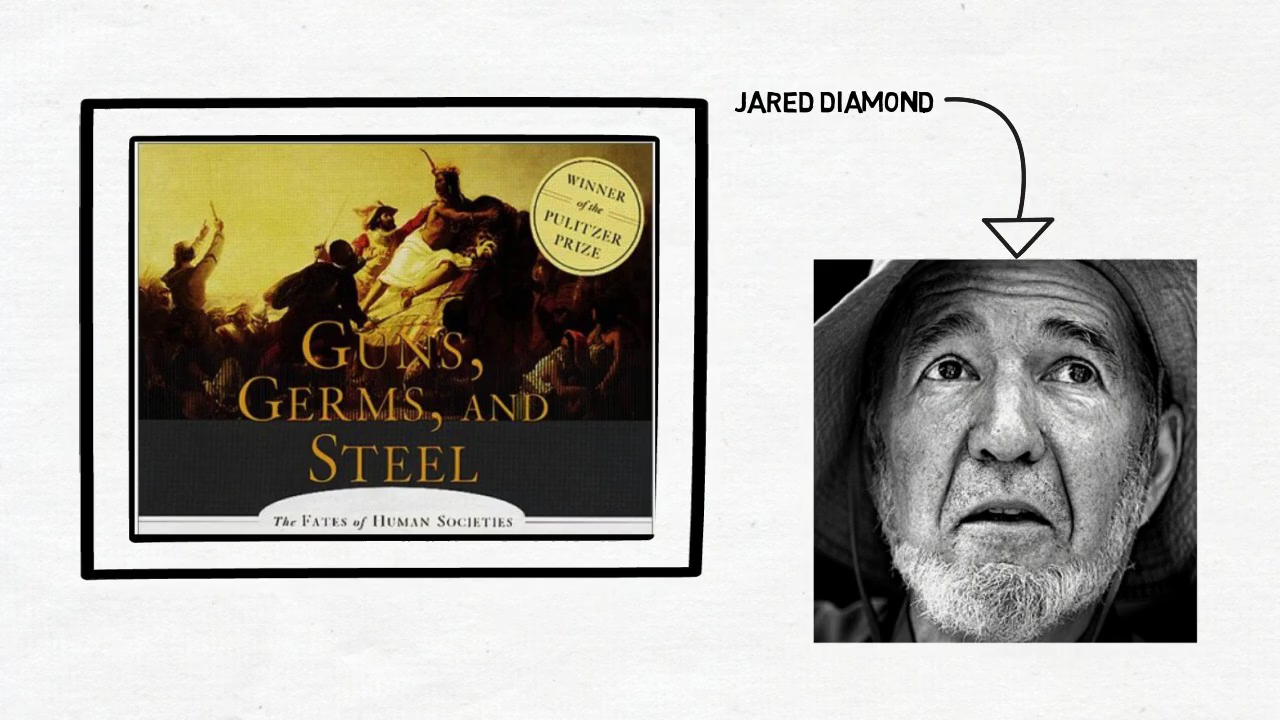 JARED DIAMOND
WINNER
of the
PULITZER
PRIZE
GUNS,
GERMS, AND
STEEL
The FATES of HUMAN SOCIETIES